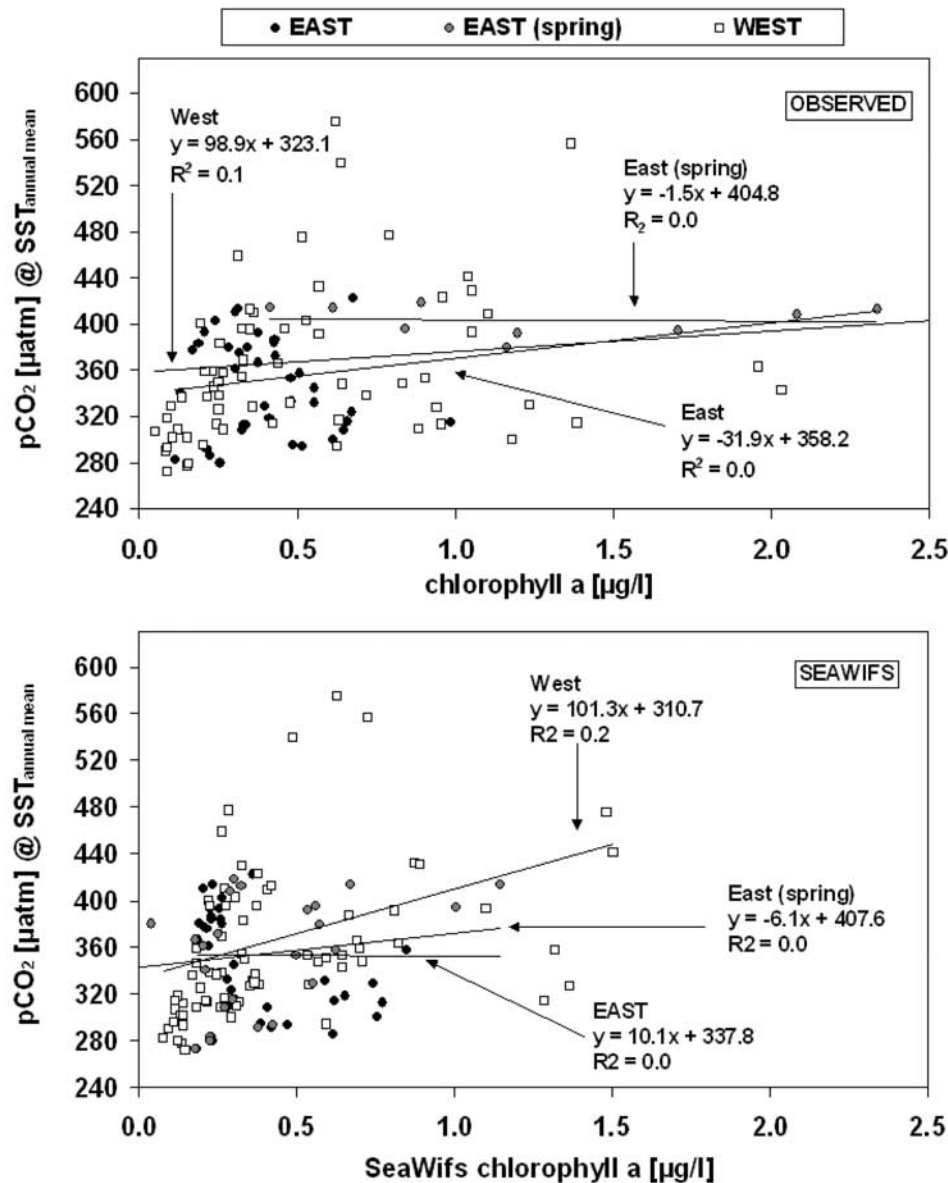 EAST EAST (spring) WEST
OBSERVED
pCO₂ [µatm] @ SSTannual mean
600
560
520
480
440
400
360
320
280
240
West
y = 98.9x + 323.1
R² = 0.1
East (spring)
y = -1.5x + 404.8
R₂ = 0.0
East
y = -31.9x + 358.2
R² = 0.0
0.0 0.5 1.0 1.5 2.0 2.5
chlorophyll a [µg/l]
SEAWIFS
pCO₂ [µatm] @ SSTannual mean
600
560
520
480
440
400
360
320
280
240
West
y = 101.3x + 310.7
R2 = 0.2
East (spring)
y = -6.1x + 407.6
R2 = 0.0
EAST
y = 10.1x + 337.8
R2 = 0.0
0.0 0.5 1.0 1.5 2.0 2.5
SeaWifs chlorophyll a [µg/l]